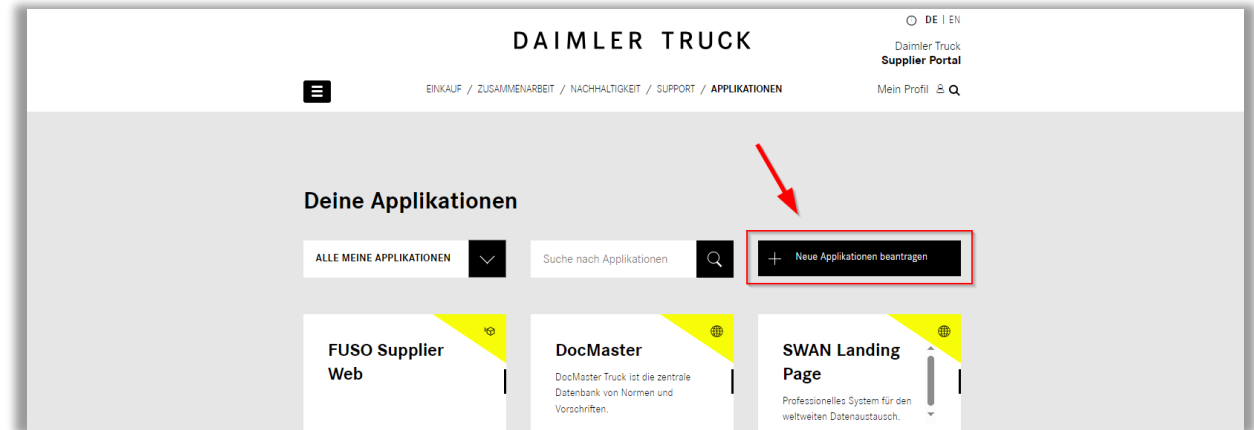 DE | EN
DAIMLER TRUCK
Daimler Truck
Supplier Portal
EINKAUF / ZUSAMMENARBEIT / NACHHALTIGKEIT / SUPPORT / APPLIKATIONEN
Mein Profil
Deine Applikationen
ALLE MEINE APPLIKATIONEN
Suche nach Applikationen
Neue Applikationen beantragen
FUSO Supplier
Web
DocMaster
DocMaster Truck ist die zentrale
Datenbank von Normen und
Vorschriften.
SWAN Landing
Page
Professionelles System für den
weltweiten Datenaustausch.